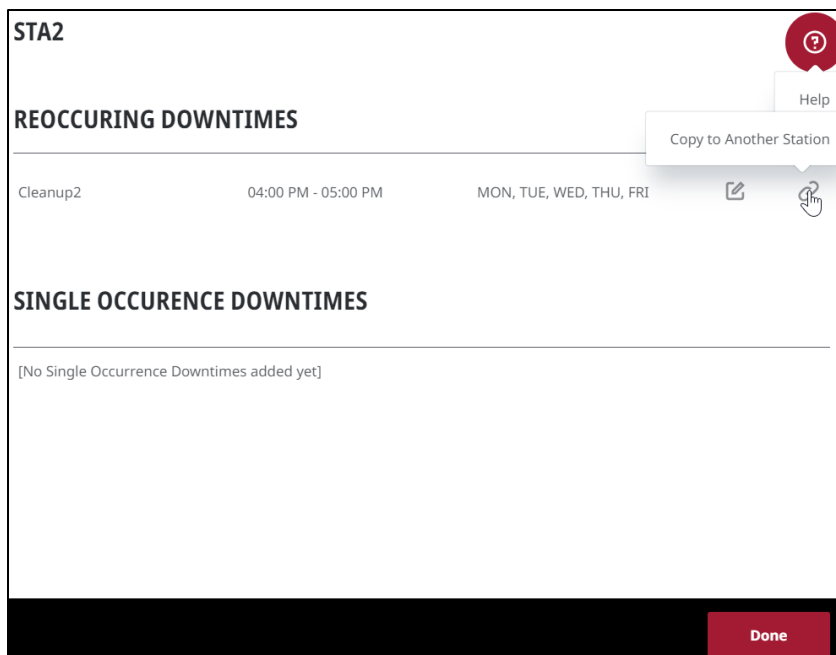 STA2
Help
REOCCURING DOWNTIMES
Copy to Another Station
Cleanup2 04:00 PM - 05:00 PM MON, TUE, WED, THU, FRI
SINGLE OCCURENCE DOWNTIMES
[No Single Occurrence Downtimes added yet]
Done